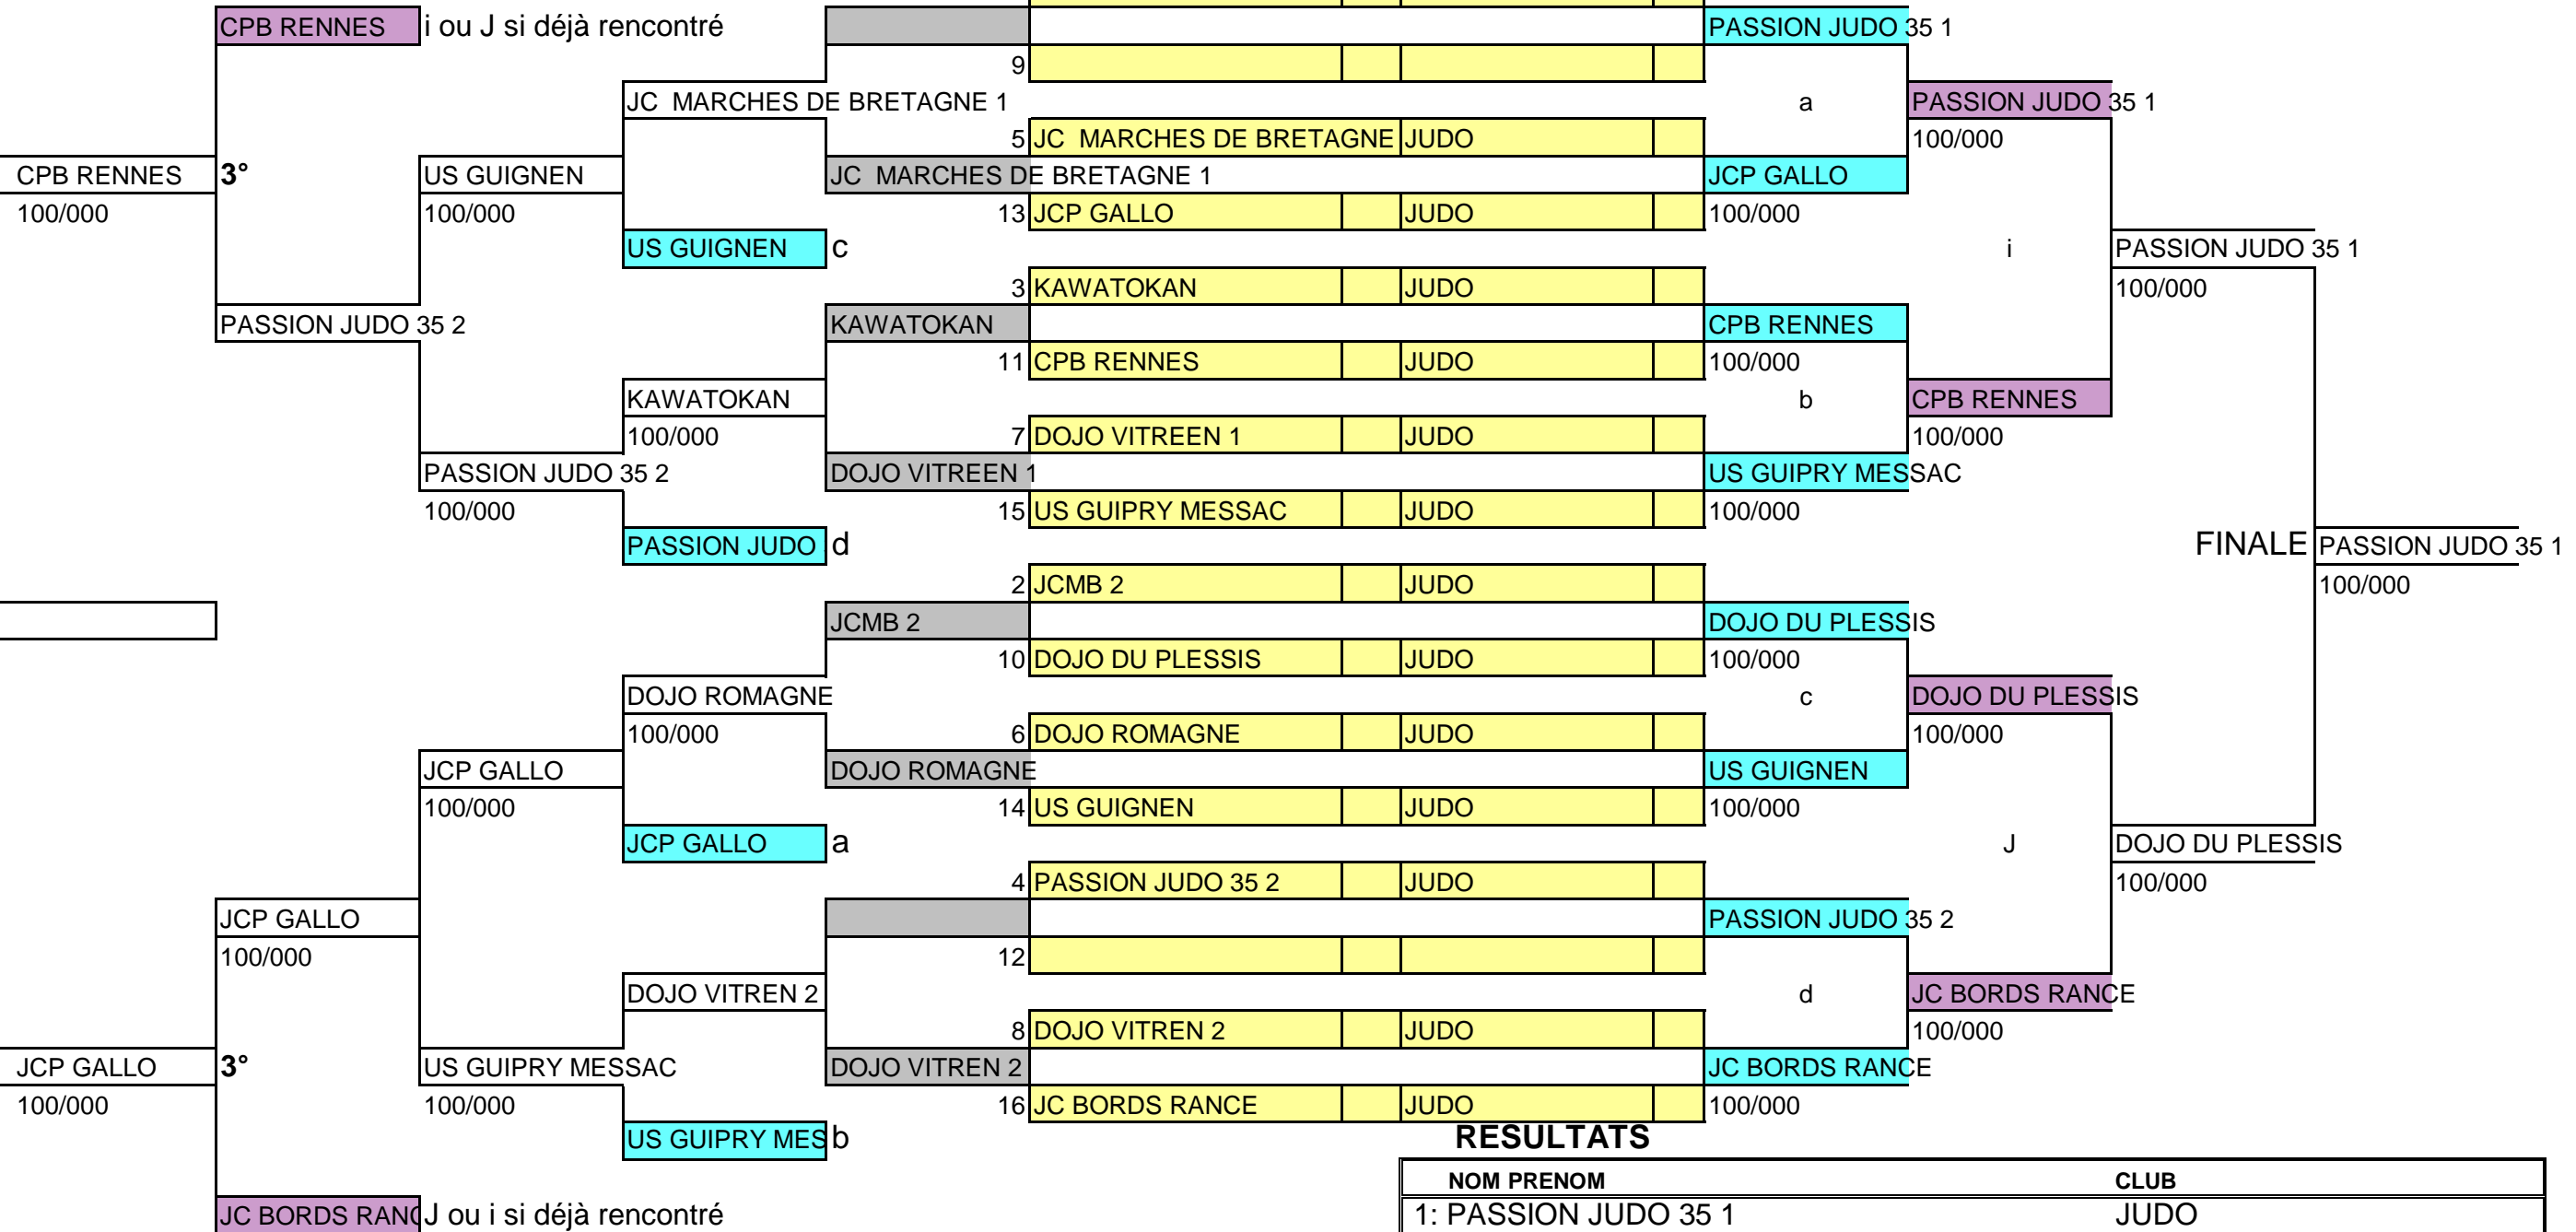 CPB RENNES i ou J si déjà rencontré PASSION JUDO 35 1
9
JC MARCHES DE BRETAGNE 1 a PASSION JUDO 35 1
5 JC MARCHES DE BRETAGNE JUDO 100/000
CPB RENNES 3° US GUIGNEN JC MARCHES DE BRETAGNE 1 JCP GALLO
100/000 100/000 13 JCP GALLO JUDO 100/000
US GUIGNEN c i PASSION JUDO 35 1
3 KAWATOKAN JUDO 100/000
PASSION JUDO 35 2 KAWATOKAN CPB RENNES
11 CPB RENNES JUDO 100/000
KAWATOKAN b CPB RENNES
100/000 7 DOJO VITREEN 1 JUDO 100/000
PASSION JUDO 35 2 DOJO VITREEN 1 US GUIPRY MESSAC
100/000 15 US GUIPRY MESSAC JUDO 100/000
PASSION JUDO d FINALE PASSION JUDO 35 1
2 JCMB 2 JUDO 100/000
JCMB 2 DOJO DU PLESSIS
10 DOJO DU PLESSIS JUDO 100/000
DOJO ROMAGNE c DOJO DU PLESSIS
100/000 6 DOJO ROMAGNE JUDO 100/000
JCP GALLO DOJO ROMAGNE US GUIGNEN
100/000 14 US GUIGNEN JUDO 100/000
JCP GALLO a J DOJO DU PLESSIS
4 PASSION JUDO 35 2 JUDO 100/000
JCP GALLO PASSION JUDO 35 2
100/000 12
DOJO VITREN 2 d JC BORDS RANCE
8 DOJO VITREN 2 JUDO 100/000
JCP GALLO 3° US GUIPRY MESSAC DOJO VITREN 2 JC BORDS RANCE
100/000 100/000 16 JC BORDS RANCE JUDO 100/000
US GUIPRY MES b RESULTATS
NOM PRENOM CLUB
JC BORDS RANC J ou i si déjà rencontré 1: PASSION JUDO 35 1 JUDO